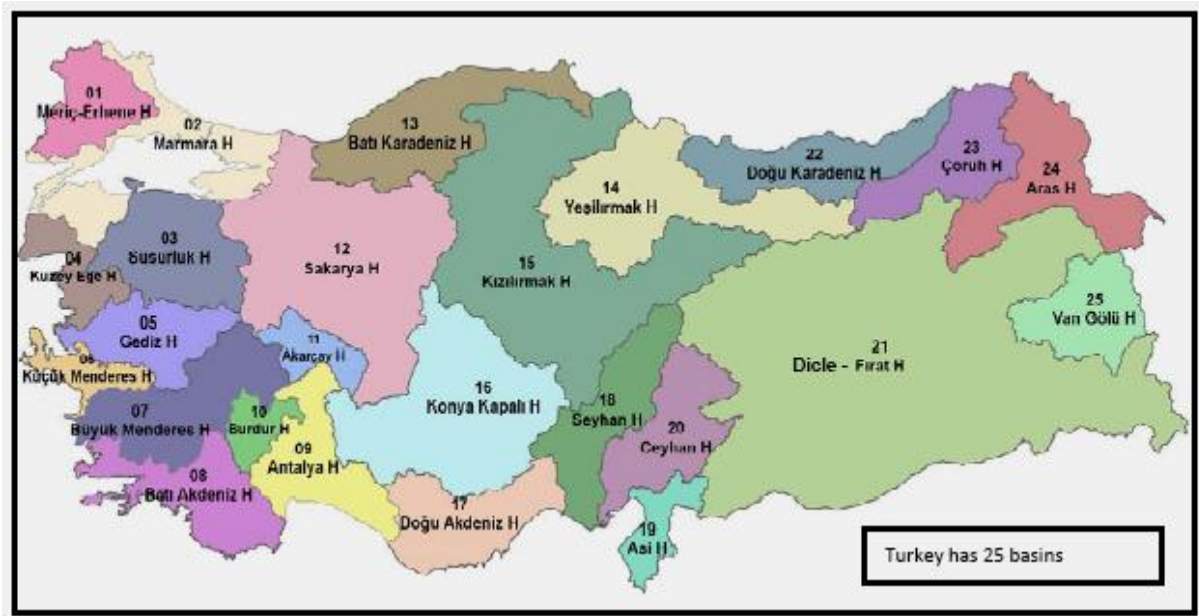 01
Meriç-Erhene H
02
Marmara H
03
Susurluk H
04
Kuzey Ege H
05
Gediz H
06
Küçük Menderes H
07
Büyük Menderes H
08
Batı Akdeniz H
09
Antalya H
10
Burdur H
11
Akarçay H
12
Sakarya H
13
Batı Karadeniz H
14
Yeşilırmak H
15
Kızılırmak H
16
Konya Kapalı H
17
Doğu Akdeniz H
18
Seyhan H
19
Asi H
20
Ceyhan H
21
Dicle - Fırat H
22
Doğu Karadeniz H
23
Çoruh H
24
Aras H
25
Van Gölü H
Turkey has 25 basins